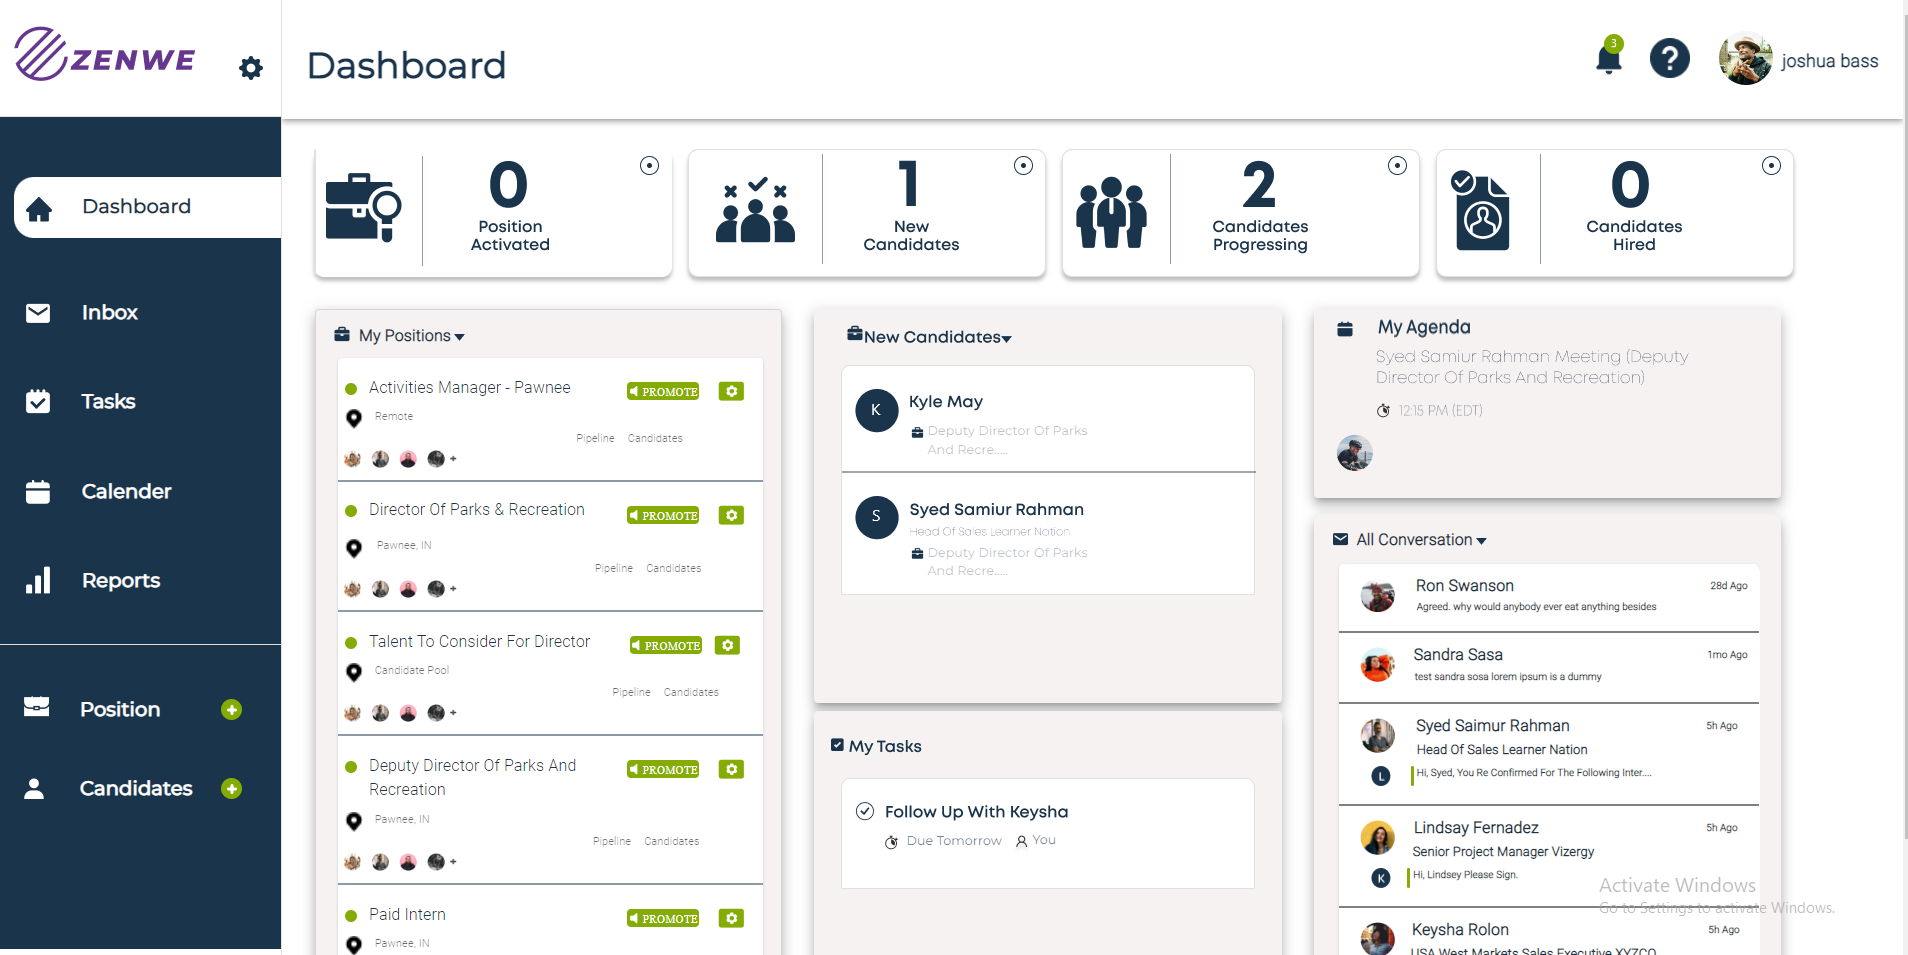 ZENWE
Dashboard
3
?
joshua bass
Dashboard
Inbox
Tasks
Calender
Reports
Position
Candidates
0
Position
Activated
1
New
Candidates
2
Candidates
Progressing
0
Candidates
Hired
My Positions
Activities Manager - Pawnee
PROMOTE
Remote
Pipeline Candidates
+
Director Of Parks & Recreation
PROMOTE
Pawnee, IN
Pipeline Candidates
+
Talent To Consider For Director
PROMOTE
Candidate Pool
Pipeline Candidates
+
Deputy Director Of Parks And
Recreation
PROMOTE
Pawnee, IN
Pipeline Candidates
+
Paid Intern
PROMOTE
Pawnee, IN
New Candidates
K
Kyle May
Deputy Director Of Parks
And Recre.....
S
Syed Samiur Rahman
Head Of Sales Learner Nation
Deputy Director Of Parks
And Recre.....
My Tasks
Follow Up With Keysha
Due Tomorrow You
My Agenda
Syed Samiur Rahman Meeting (Deputy
Director Of Parks And Recreation)
12:15 PM (EDT)
All Conversation
Ron Swanson
28d Ago
Agreed. why would anybody ever eat anything besides
Sandra Sasa
1mo Ago
test sandra sosa lorem ipsum is a dummy
Syed Saimur Rahman
5h Ago
Head Of Sales Learner Nation
L
Hi, Syed, You Re Confirmed For The Following Inter....
Lindsay Fernadez
5h Ago
Senior Project Manager Vizergy
K
Hi, Lindsey Please Sign.
Keysha Rolon
5h Ago
USA West Markets Sales Executive XYZCO
Activate Windows
Go to Settings to activate Windows.